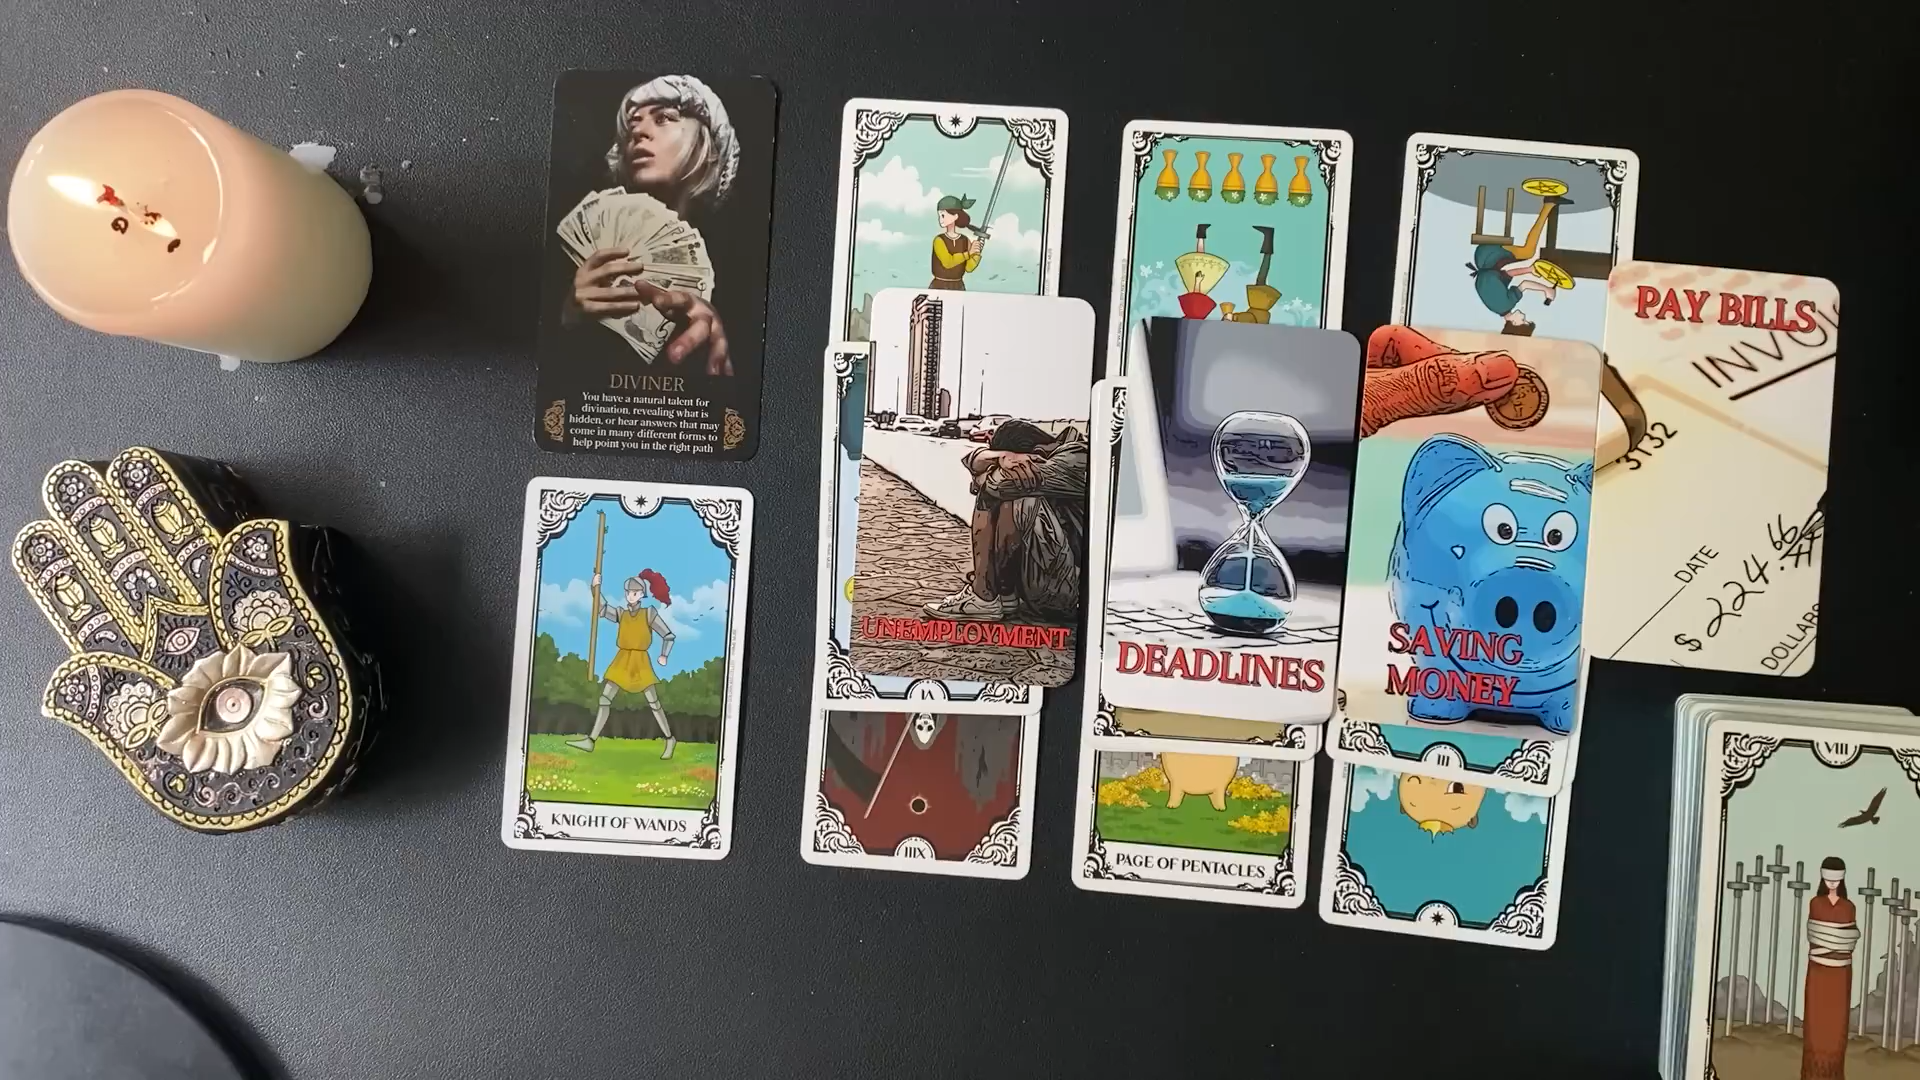 DIVINER
You have a natural talent for
divination, revealing what is
hidden, or hear answers that may
come in many different forms to
help point you in the right path
KNIGHT OF WANDS
UNEMPLOYMENT
VI
XIII
DEADLINES
PAGE OF PENTACLES
SAVING
MONEY
III
PAY BILLS
3132
DATE
$ 224.66
VIII